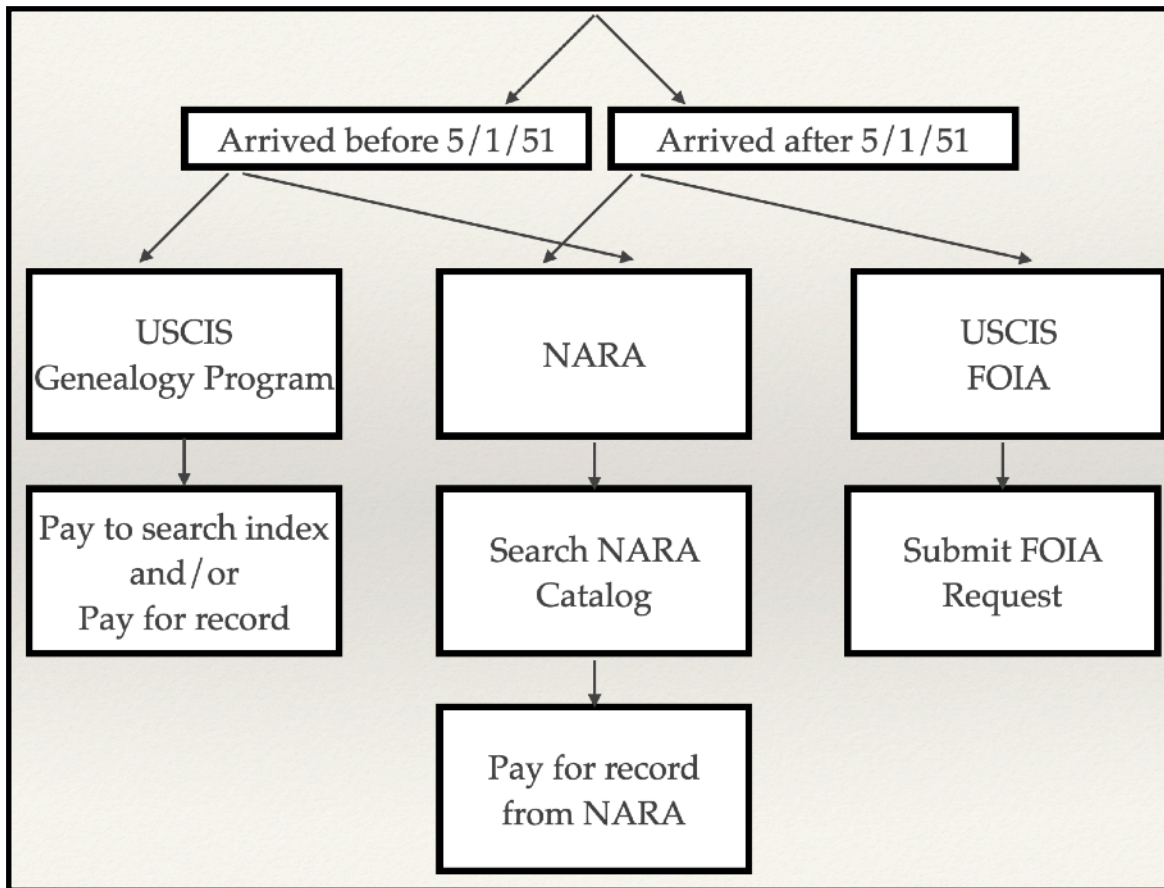 Arrived before 5/1/51
Arrived after 5/1/51
USCIS
Genealogy Program
NARA
USCIS
FOIA
Pay to search index
and/or
Pay for record
Search NARA
Catalog
Submit FOIA
Request
Pay for record
from NARA